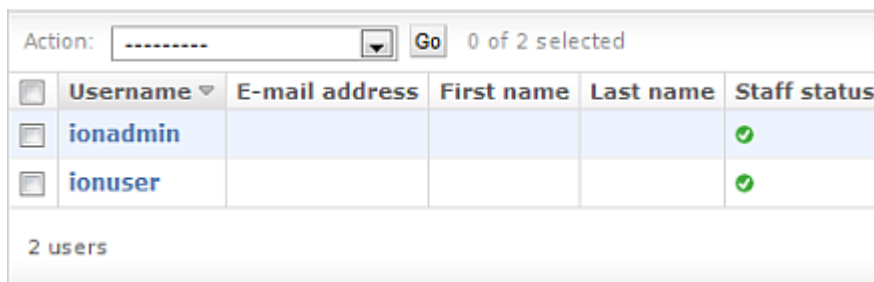 Action: --------- Go 0 of 2 selected
Username E-mail address First name Last name Staff status
ionadmin
ionuser
2 users